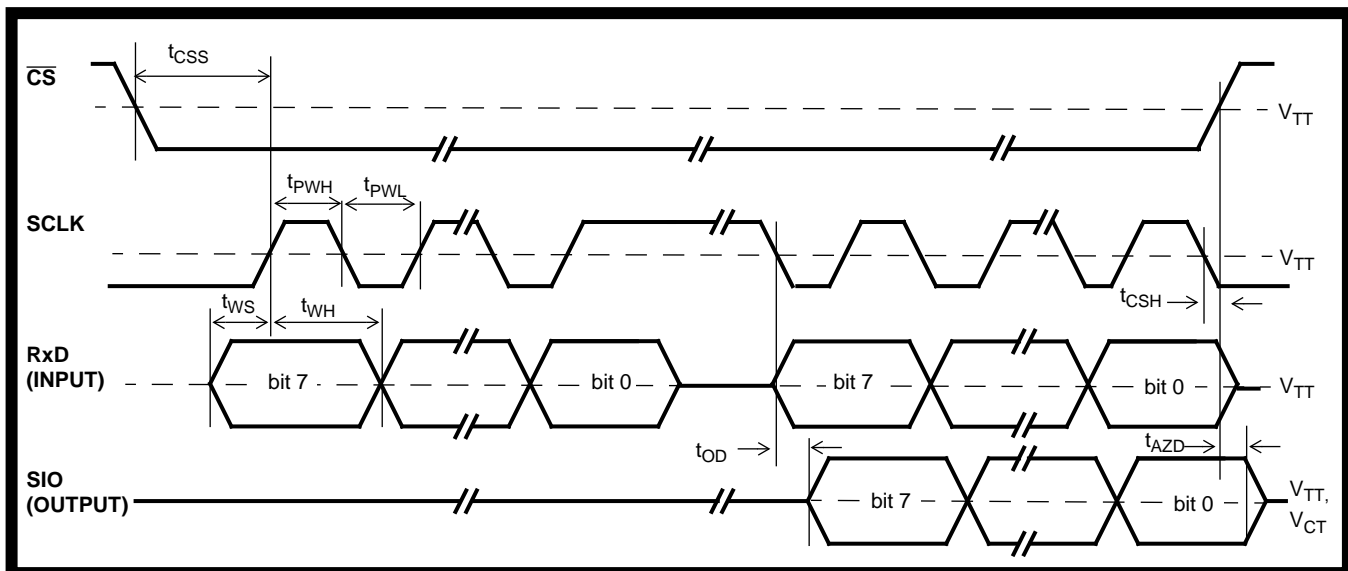 tCSS
CS
VTT
tPWH
tPWL
SCLK
VTT
tCSH
tWS
tWH
RxD
(INPUT)
bit 7
bit 0
bit 7
bit 0
VTT
tOD
tAZD
SIO
(OUTPUT)
bit 7
bit 0
VTT,
VCT